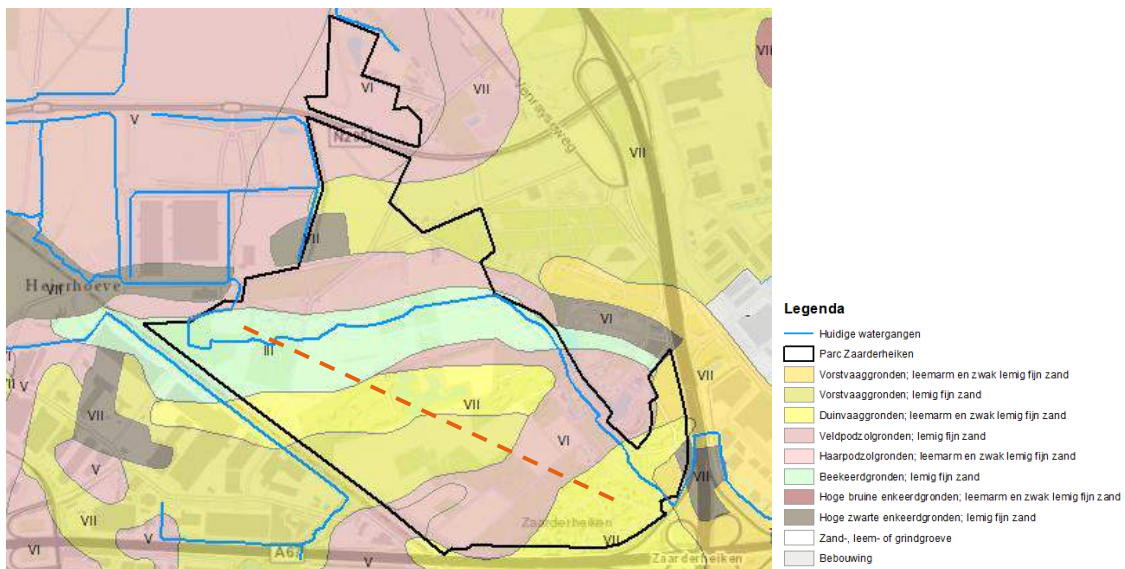 VII
VI
VII
V
N295
Venrayseweg
VII
VII
Heierhoeve
VII
VI
III
VI
V
VII
VII
VII
VI
V
VII
VII
V
VI
Zaarderheiken
VII
V
Zaarderheiken
Legenda
Huidige watergangen
Parc Zaarderheiken
Vorstvaaggronden; leemarm en zwak lemig fijn zand
Vorstvaaggronden; lemig fijn zand
Duinvaaggronden; leemarm en zwak lemig fijn zand
Veldpodzolgronden; lemig fijn zand
Haarpodzolgronden; leemarm en zwak lemig fijn zand
Beekeerdgronden; lemig fijn zand
Hoge bruine enkeerdgronden; leemarm en zwak lemig fijn zand
Hoge zwarte enkeerdgronden; lemig fijn zand
Zand-, leem- of grindgroeve
Bebouwing